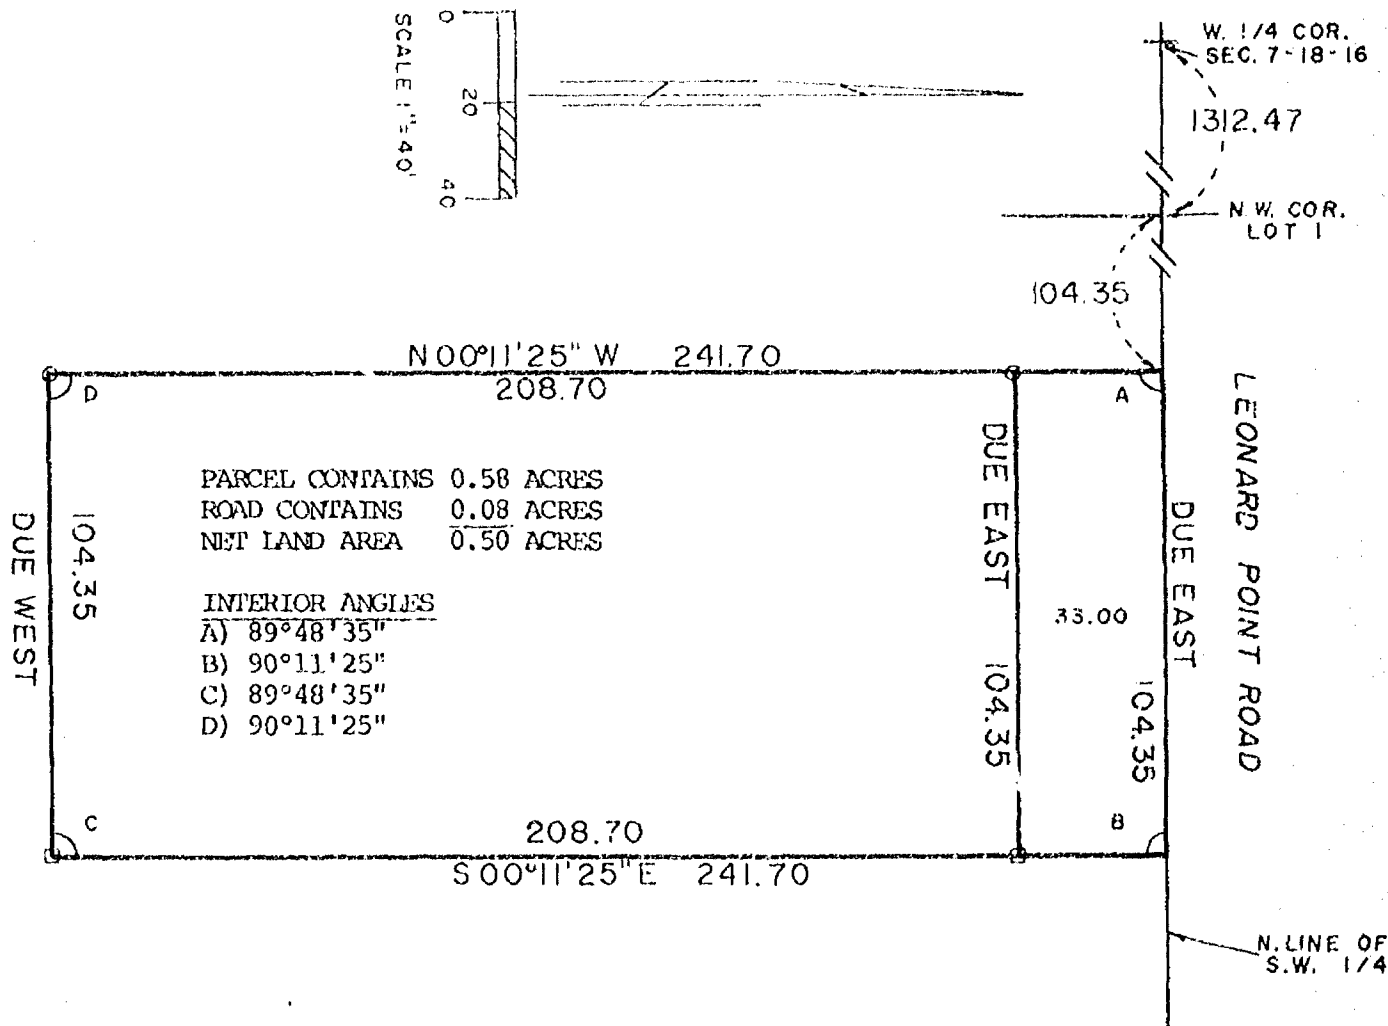 W. 1/4 COR.
SEC. 7-18-16
0
20
40
SCALE 1"=40'
1312.47
N.W. COR.
LOT 1
104.35
N 00°11'25" W 241.70
208.70
D
A
LEONARD POINT ROAD
DUE EAST
104.35
DUE EAST
104.35
33.00
PARCEL CONTAINS 0.58 ACRES
ROAD CONTAINS 0.08 ACRES
NET LAND AREA 0.50 ACRES
INTERIOR ANGLES
A) 89°48'35"
B) 90°11'25"
C) 89°48'35"
D) 90°11'25"
104.35
DUE WEST
C
B
208.70
S 00°11'25" E 241.70
N. LINE OF
S.W. 1/4